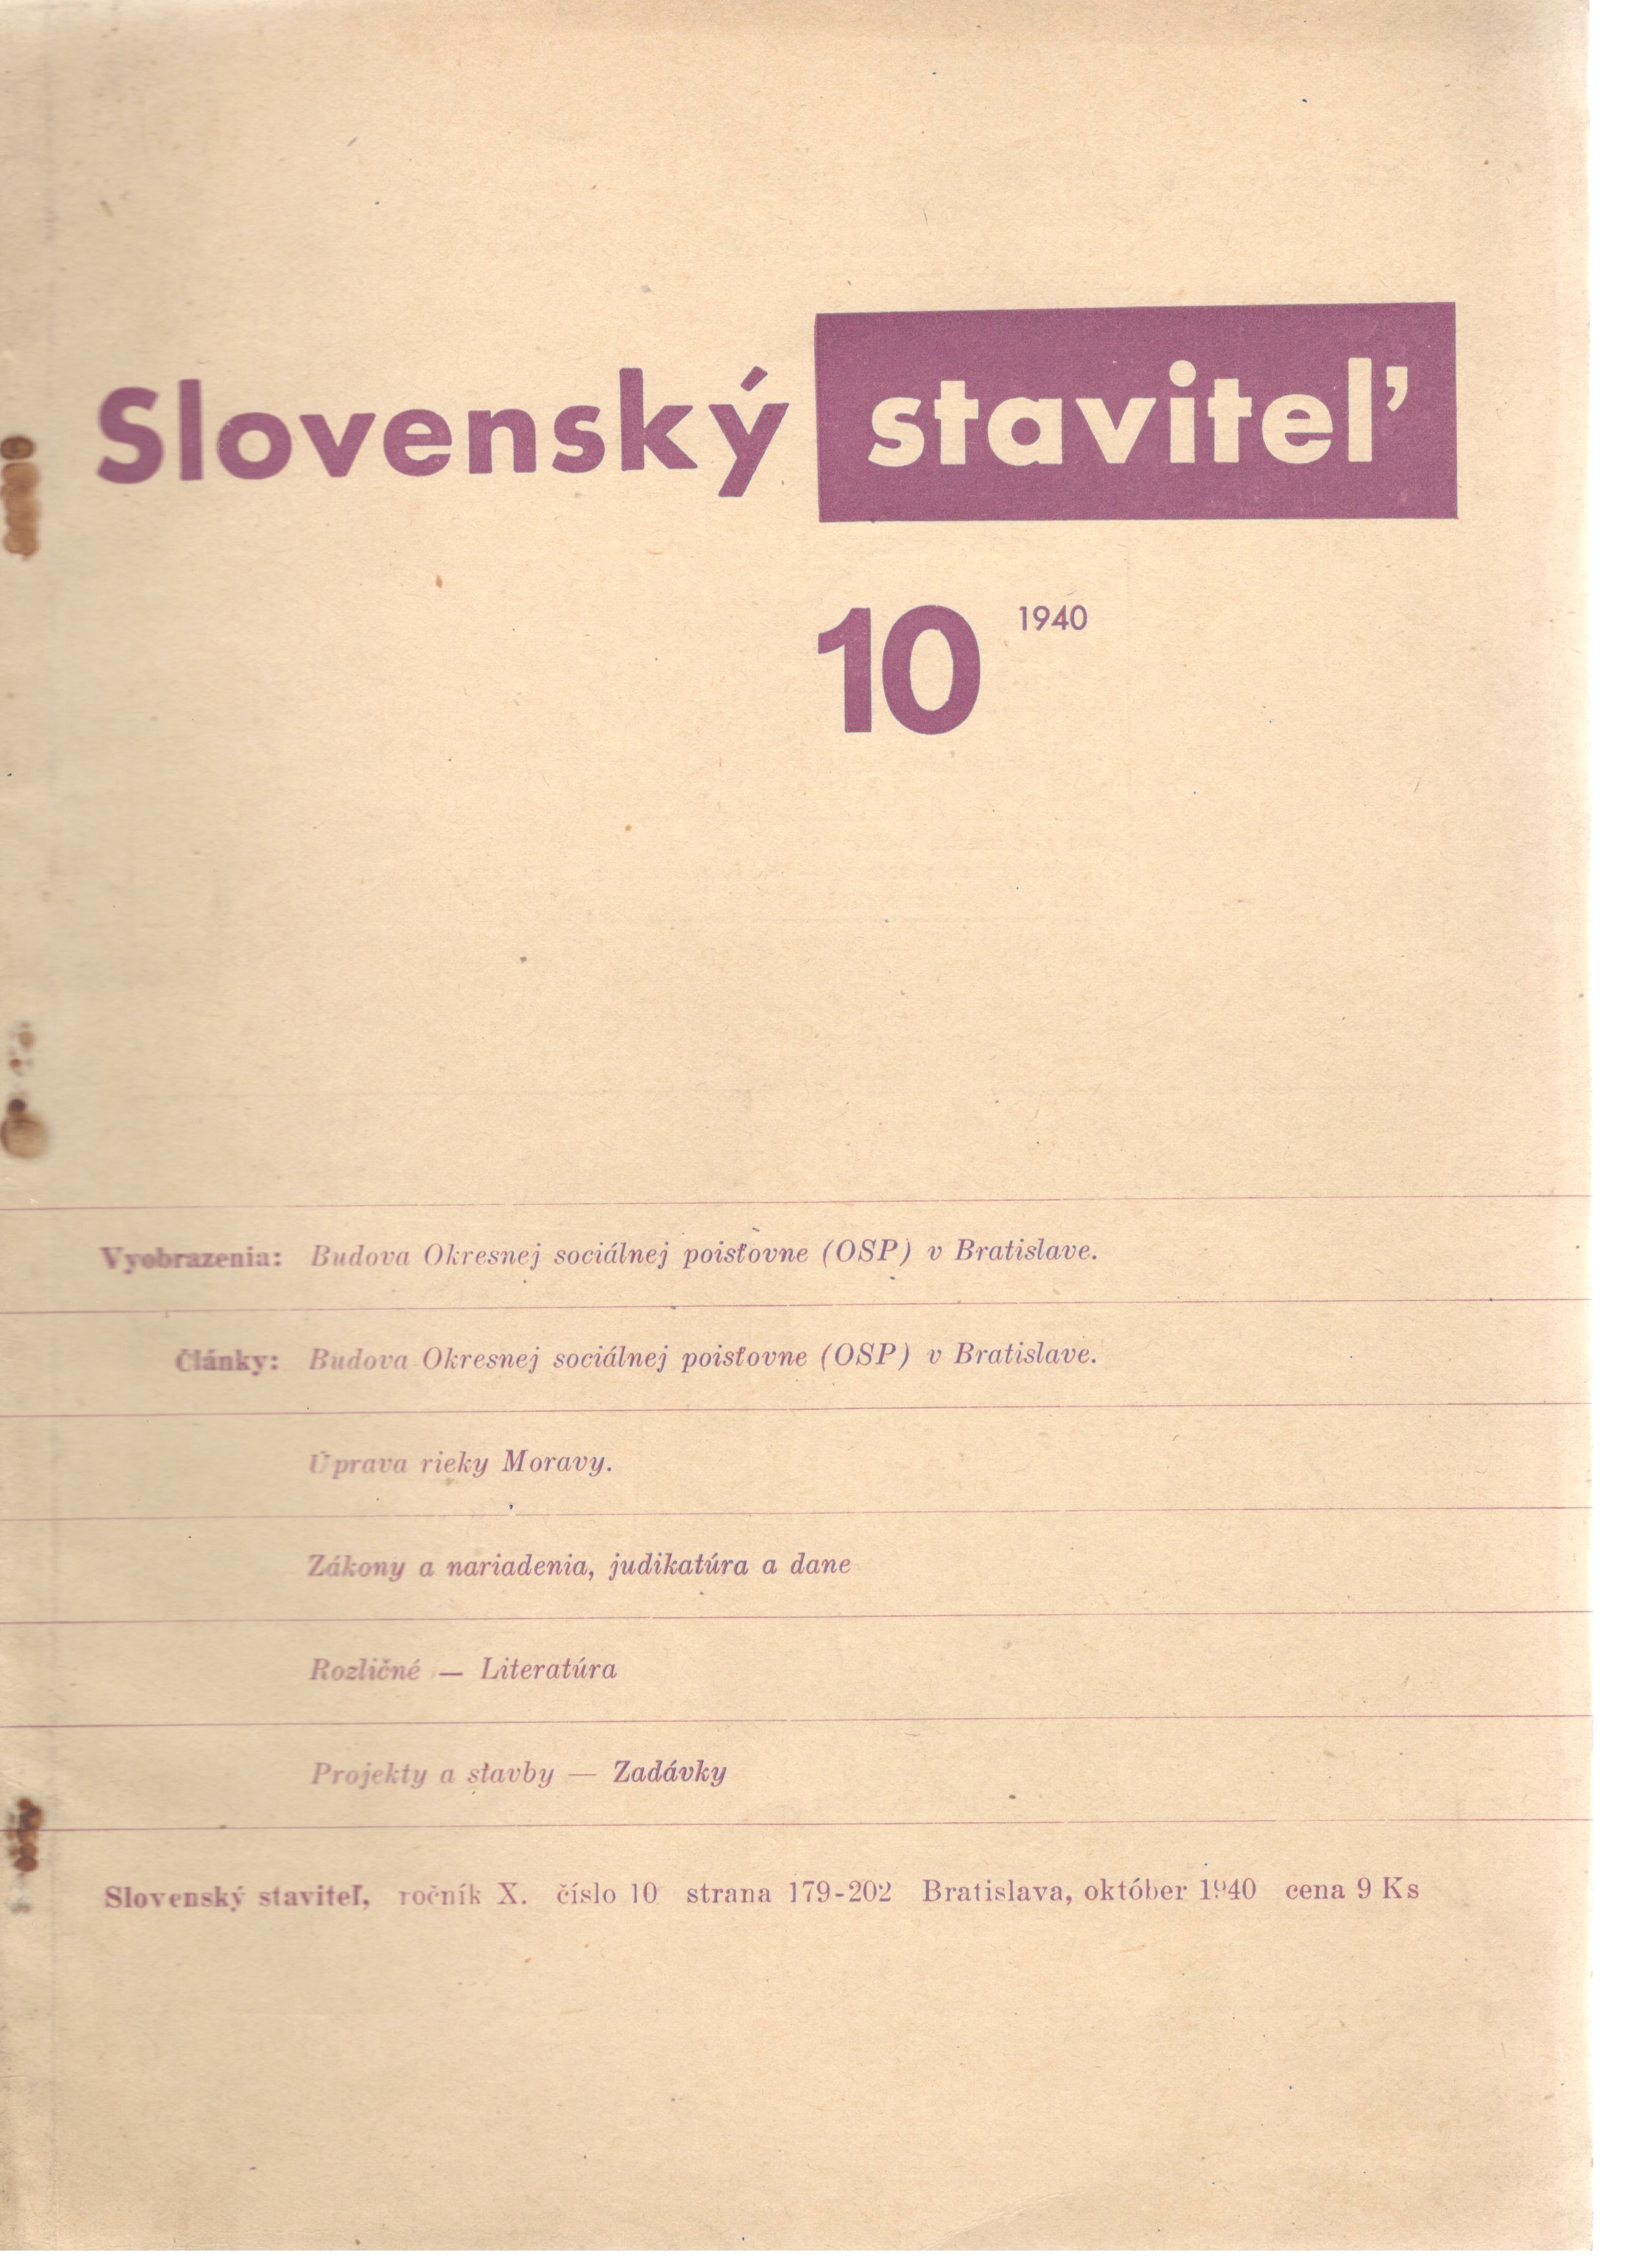 Slovenský staviteľ
10 1940
Vyobrazenia: Budova Okresnej sociálnej poisťovne (OSP) v Bratislave.
Články: Budova Okresnej sociálnej poisťovne (OSP) v Bratislave.
Úprava rieky Moravy.
Zákony a nariadenia, judikatúra a dane
Rozličné — Literatúra
Projekty a stavby — Zadávky
Slovenský staviteľ, ročník X. číslo 10 strana 179-202 Bratislava, október 1940 cena 9 Ks